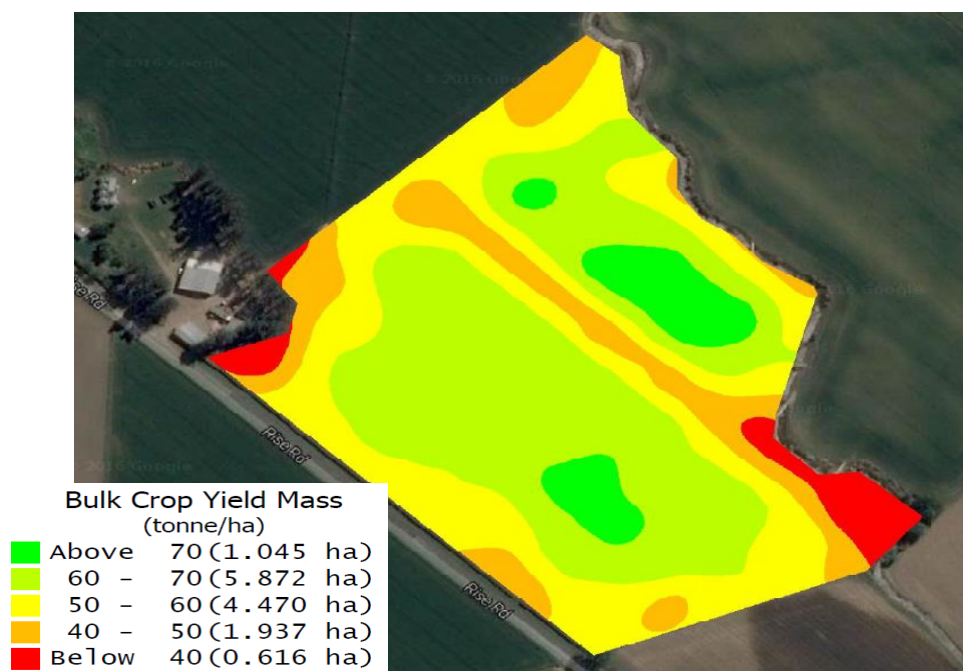 © 2016 Google
© 2016 Google
Rise Rd
Rise Rd
© 2016 Google
Rise Rd
Bulk Crop Yield Mass
(tonne/ha)
Above 70(1.045 ha)
60 - 70(5.872 ha)
50 - 60(4.470 ha)
40 - 50(1.937 ha)
Below 40(0.616 ha)